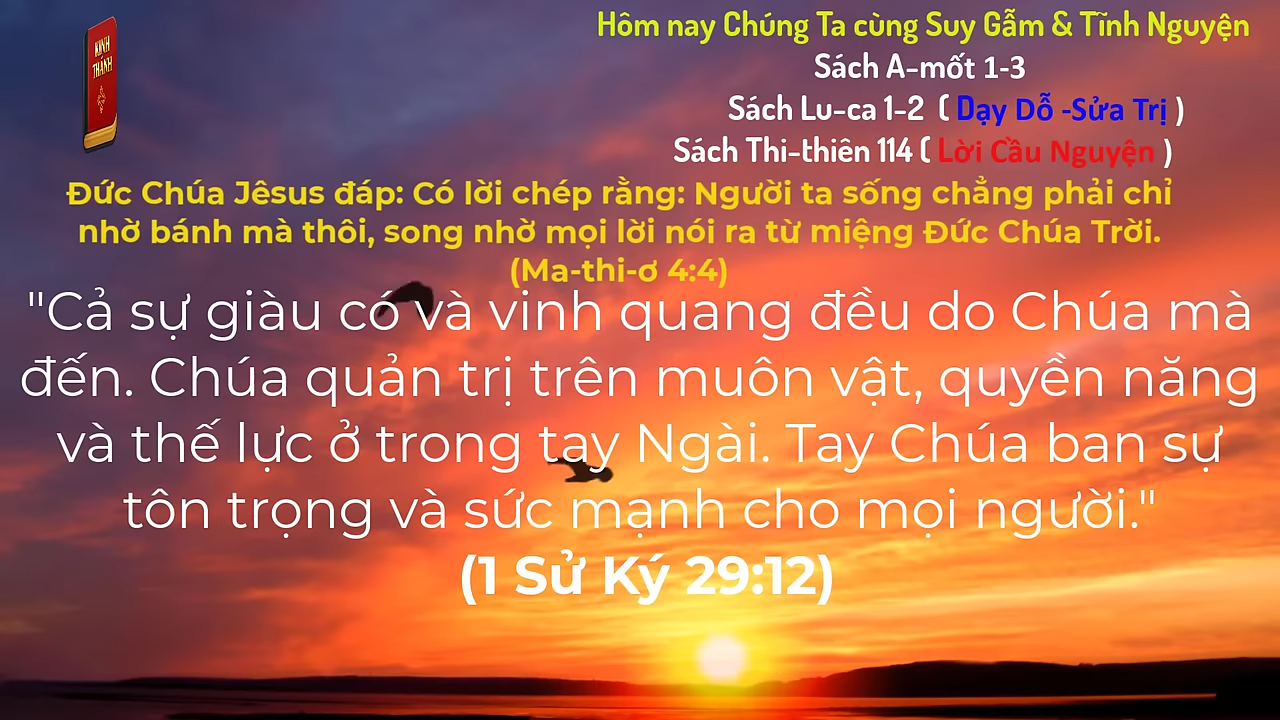 KINH
THÁNH
Hôm nay Chúng Ta cùng Suy Gẫm & Tĩnh Nguyện
Sách A-mốt 1-3
Sách Lu-ca 1-2 ( Dạy Dỗ -Sửa Trị )
Sách Thi-thiên 114 ( Lời Cầu Nguyện )
Đức Chúa Jêsus đáp: Có lời chép rằng: Người ta sống chẳng phải chỉ
nhờ bánh mà thôi, song nhờ mọi lời nói ra từ miệng Đức Chúa Trời.
(Ma-thi-ơ 4:4)
"Cả sự giàu có và vinh quang đều do Chúa mà
đến. Chúa quản trị trên muôn vật, quyền năng
và thế lực ở trong tay Ngài. Tay Chúa ban sự
tôn trọng và sức mạnh cho mọi người."
(1 Sử Ký 29:12)